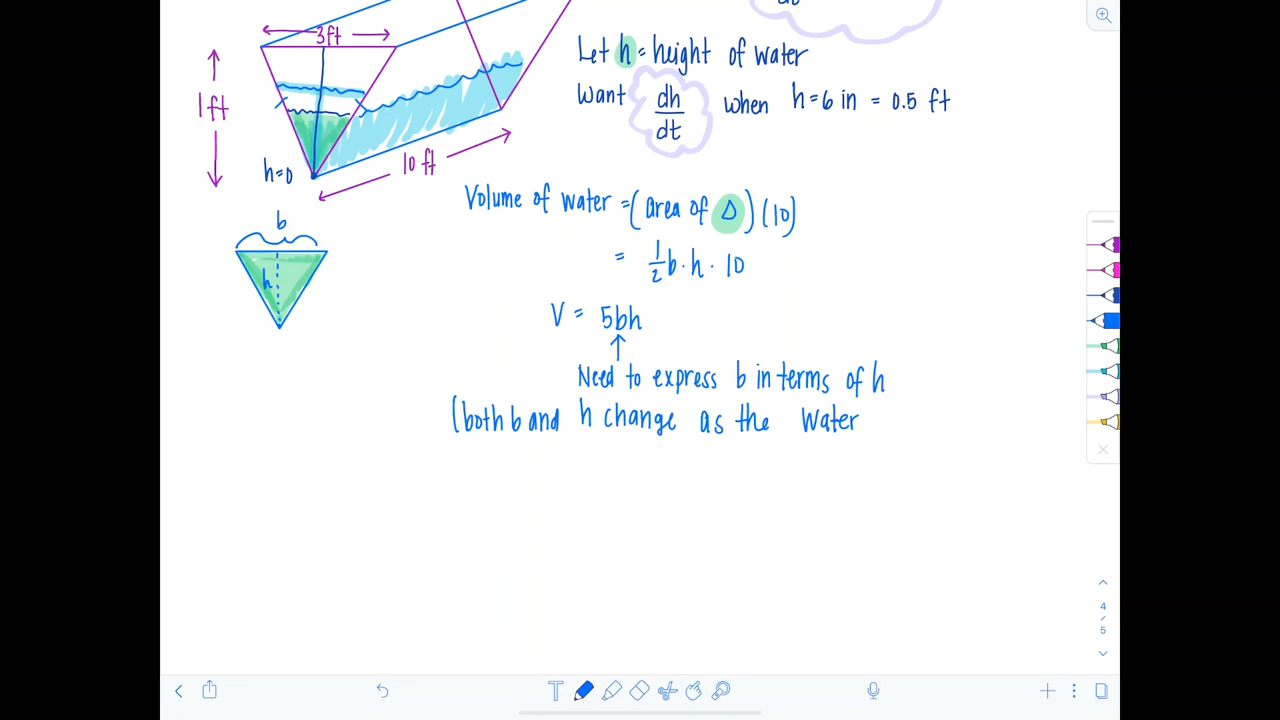 3ft
1ft
h=0
10 ft
Let h = height of water
Want dh/dt when h=6 in = 0.5 ft
Volume of water = (area of Δ)(10)
= 1/2 b · h · 10
V = 5bh
↑
Need to express b in terms of h
(both b and h change as the water
b
h
4
/
5
T